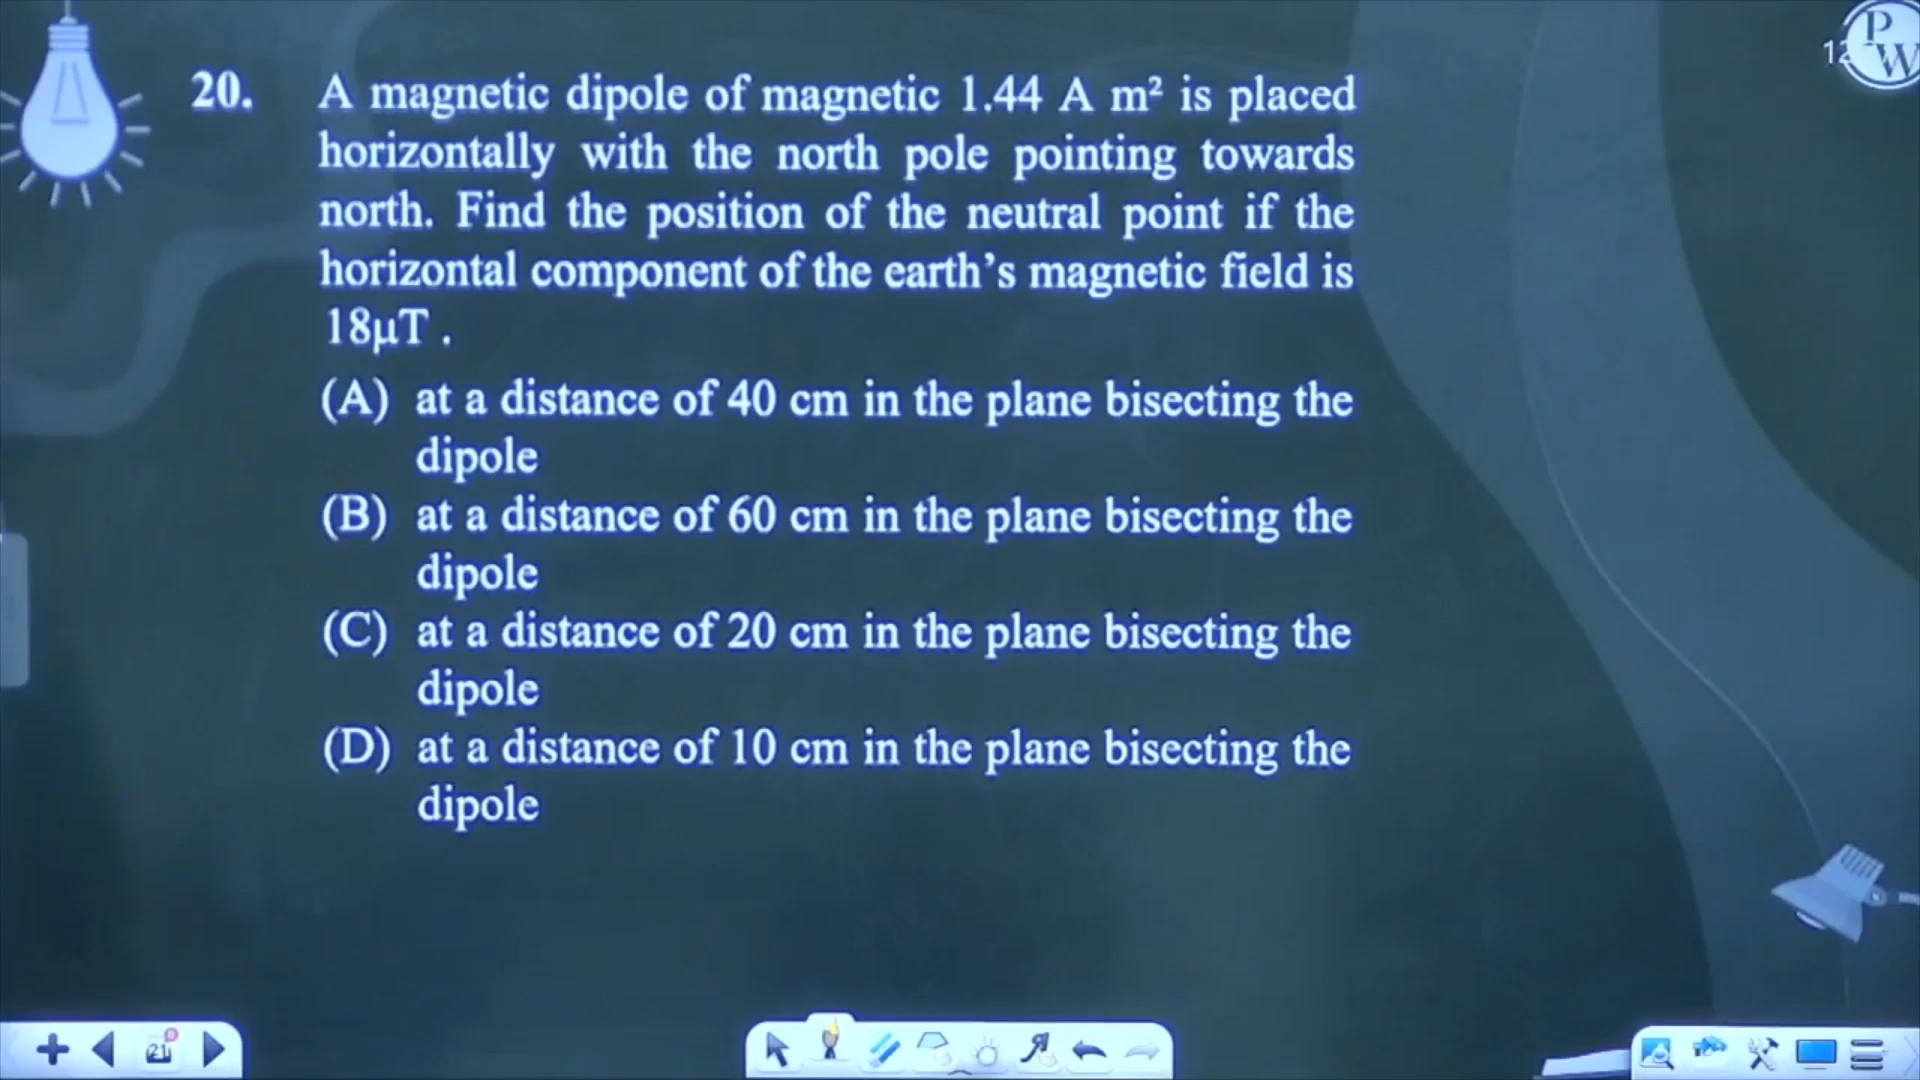 PW
12
20. A magnetic dipole of magnetic 1.44 A m² is placed
horizontally with the north pole pointing towards
north. Find the position of the neutral point if the
horizontal component of the earth's magnetic field is
18μT .
(A) at a distance of 40 cm in the plane bisecting the
dipole
(B) at a distance of 60 cm in the plane bisecting the
dipole
(C) at a distance of 20 cm in the plane bisecting the
dipole
(D) at a distance of 10 cm in the plane bisecting the
dipole
21